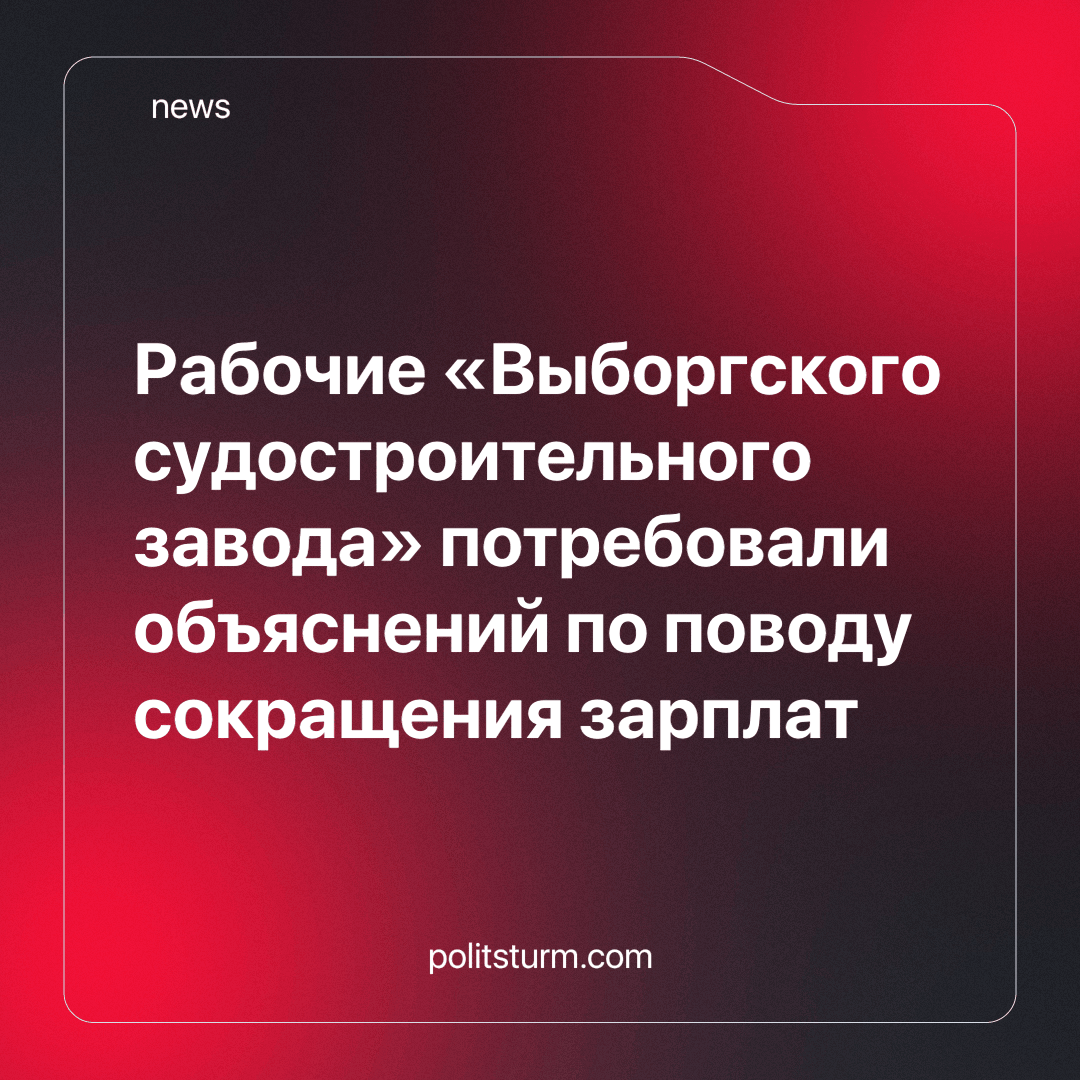 news
Рабочие «Выборгского
судостроительного
завода» потребовали
объяснений по поводу
сокращения зарплат
politsturm.com